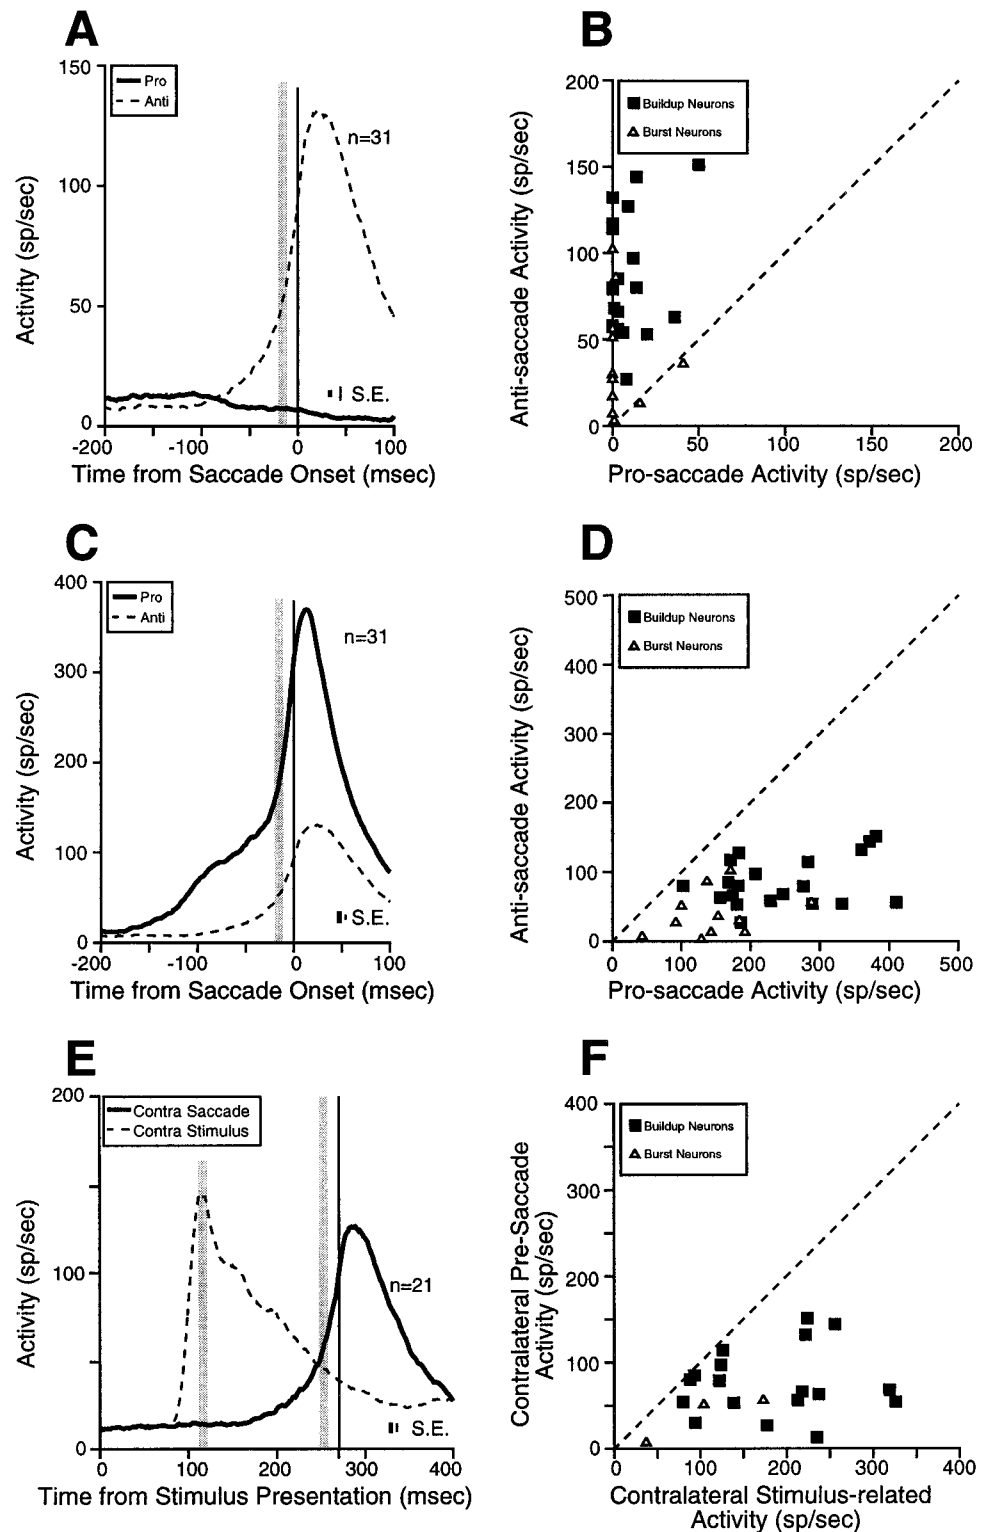 A
150
Pro
Anti
n=31
100
Activity (sp/sec)
50
S.E.
0
-200
-100
0
100
Time from Saccade Onset (msec)
B
200
Buildup Neurons
Burst Neurons
150
Anti-saccade Activity (sp/sec)
100
50
0
0
50
100
150
200
Pro-saccade Activity (sp/sec)
C
400
Pro
Anti
n=31
300
Activity (sp/sec)
200
100
S.E.
0
-200
-100
0
100
Time from Saccade Onset (msec)
D
500
Buildup Neurons
Burst Neurons
400
Anti-saccade Activity (sp/sec)
300
200
100
0
0
100
200
300
400
500
Pro-saccade Activity (sp/sec)
E
200
Contra Saccade
Contra Stimulus
Activity (sp/sec)
100
n=21
S.E.
0
0
100
200
300
400
Time from Stimulus Presentation (msec)
F
400
Buildup Neurons
Burst Neurons
300
Contralateral Pre-Saccade
Activity (sp/sec)
200
100
0
0
100
200
300
400
Contralateral Stimulus-related
Activity (sp/sec)